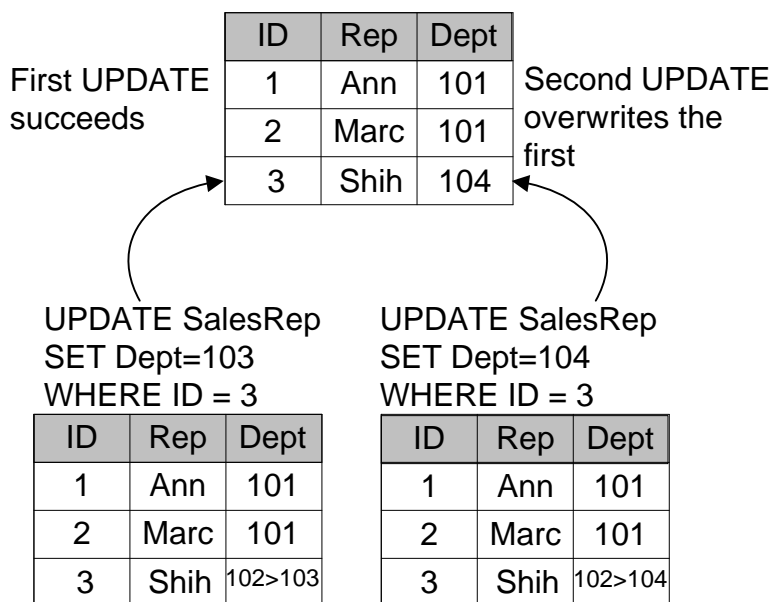 ID Rep Dept
1 Ann 101
2 Marc 101
3 Shih 104
First UPDATE
succeeds
Second UPDATE
overwrites the
first
UPDATE SalesRep
SET Dept=103
WHERE ID = 3
ID Rep Dept
1 Ann 101
2 Marc 101
3 Shih 102>103
UPDATE SalesRep
SET Dept=104
WHERE ID = 3
ID Rep Dept
1 Ann 101
2 Marc 101
3 Shih 102>104